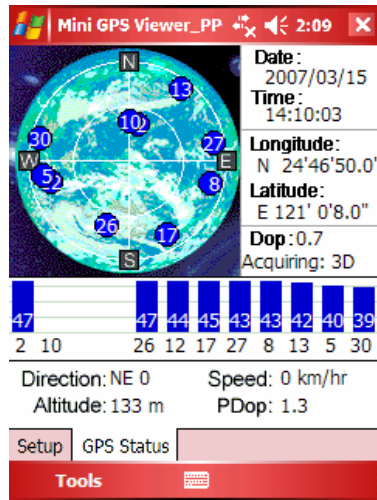 Mini GPS Viewer_PP 2:09
N
13
10
30
27
W
E
5
8
26
17
S
Date:
2007/03/15
Time:
14:10:03
Longitude:
N 24'46'50.0'
Latitude:
E 121' 0'8.0"
Dop:0.7
Acquiring: 3D
47 47 44 45 43 43 42 40 39
2 10 26 12 17 27 8 13 5 30
Direction: NE 0 Speed: 0 km/hr
Altitude: 133 m PDop: 1.3
Setup GPS Status
Tools